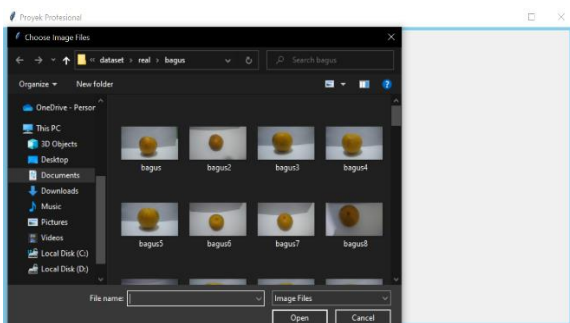 Proyek Profesional
Choose Image Files
« dataset › real › bagus
Search bagus
Organize
New folder
OneDrive - Person
This PC
3D Objects
Desktop
Documents
Downloads
Music
Pictures
Videos
Local Disk (C:)
Local Disk (D:)
bagus
bagus2
bagus3
bagus4
bagus5
bagus6
bagus7
bagus8
File name:
Image Files
Open
Cancel